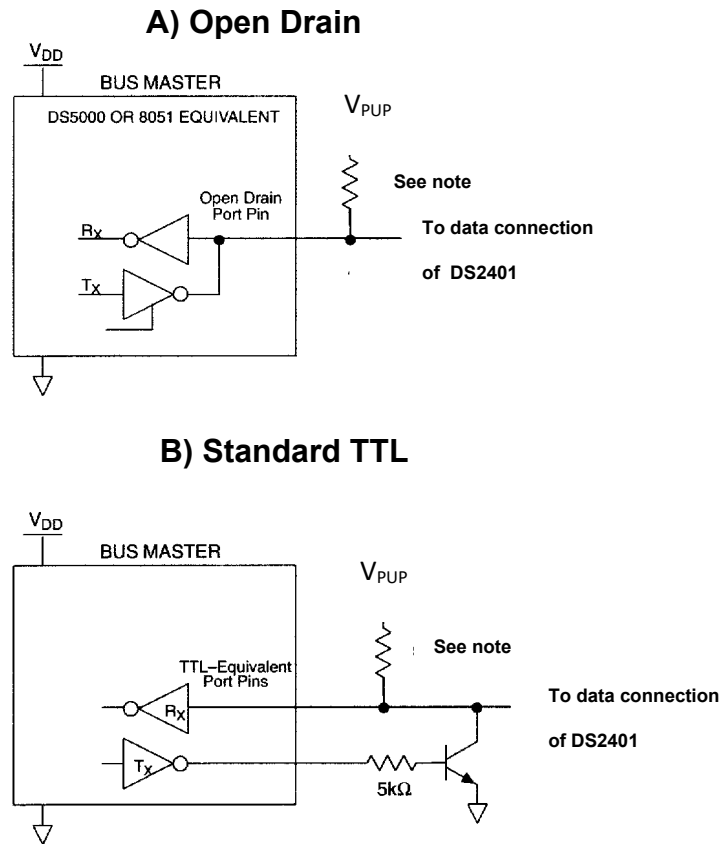 A) Open Drain
VDD
BUS MASTER
DS5000 OR 8051 EQUIVALENT
VPUP
See note
Open Drain
Port Pin
RX
To data connection
TX
of DS2401
B) Standard TTL
VDD
BUS MASTER
VPUP
See note
TTL–Equivalent
Port Pins
To data connection
RX
of DS2401
TX
5kΩ